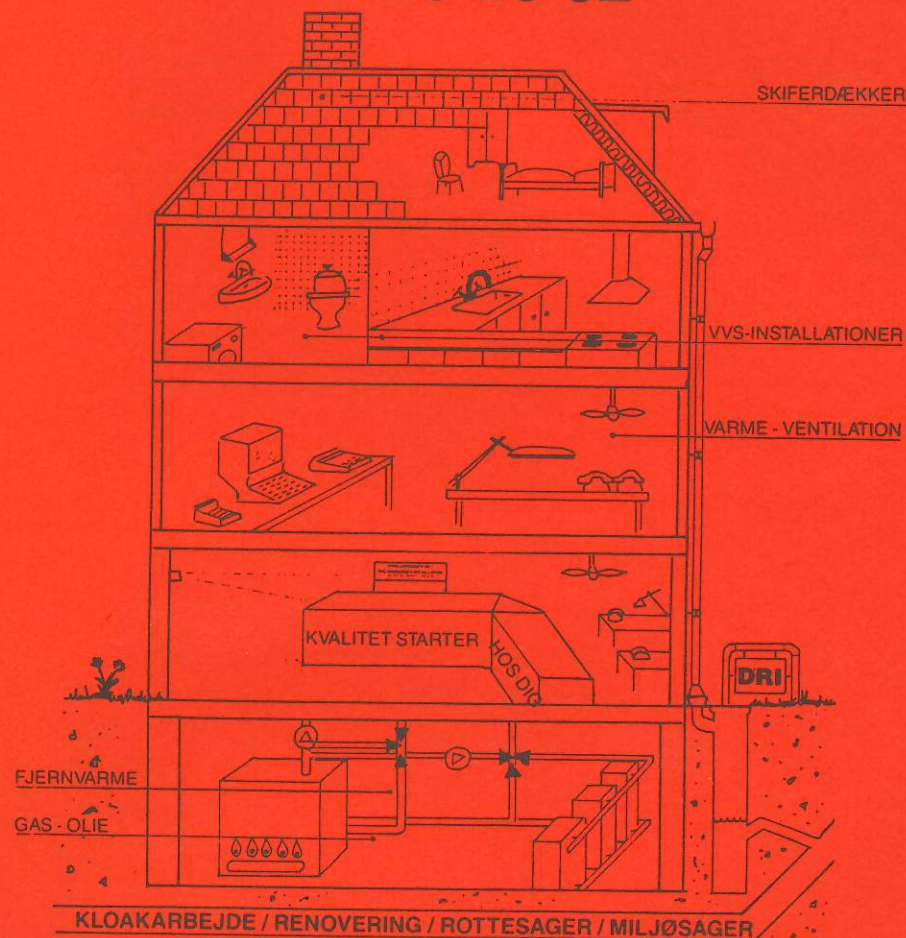 SKIFERDÆKKER
VVS-INSTALLATIONER
VARME - VENTILATION
KVALITET STARTER
HOS DIG
DRI
FJERNVARME
GAS - OLIE
KLOAKARBEJDE / RENOVERING / ROTTESAGER / MILJØSAGER